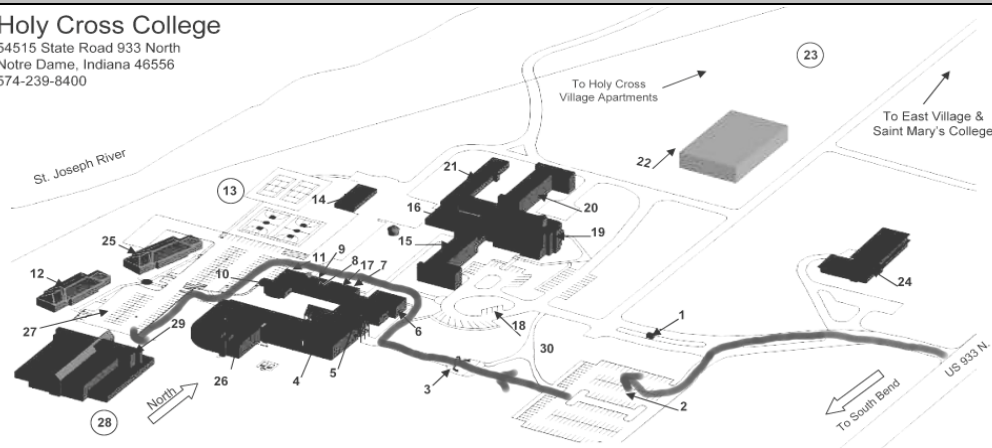 Holy Cross College
54515 State Road 933 North
Notre Dame, Indiana 46556
574-239-8400
23
To Holy Cross
Village Apartments
To East Village &
Saint Mary's College
St. Joseph River
22
21
13
14
16
20
15
19
25
9
11
8
17
7
10
12
24
27
29
6
18
1
30
US 933 N.
26
4
5
3
2
North
28
To South Bend